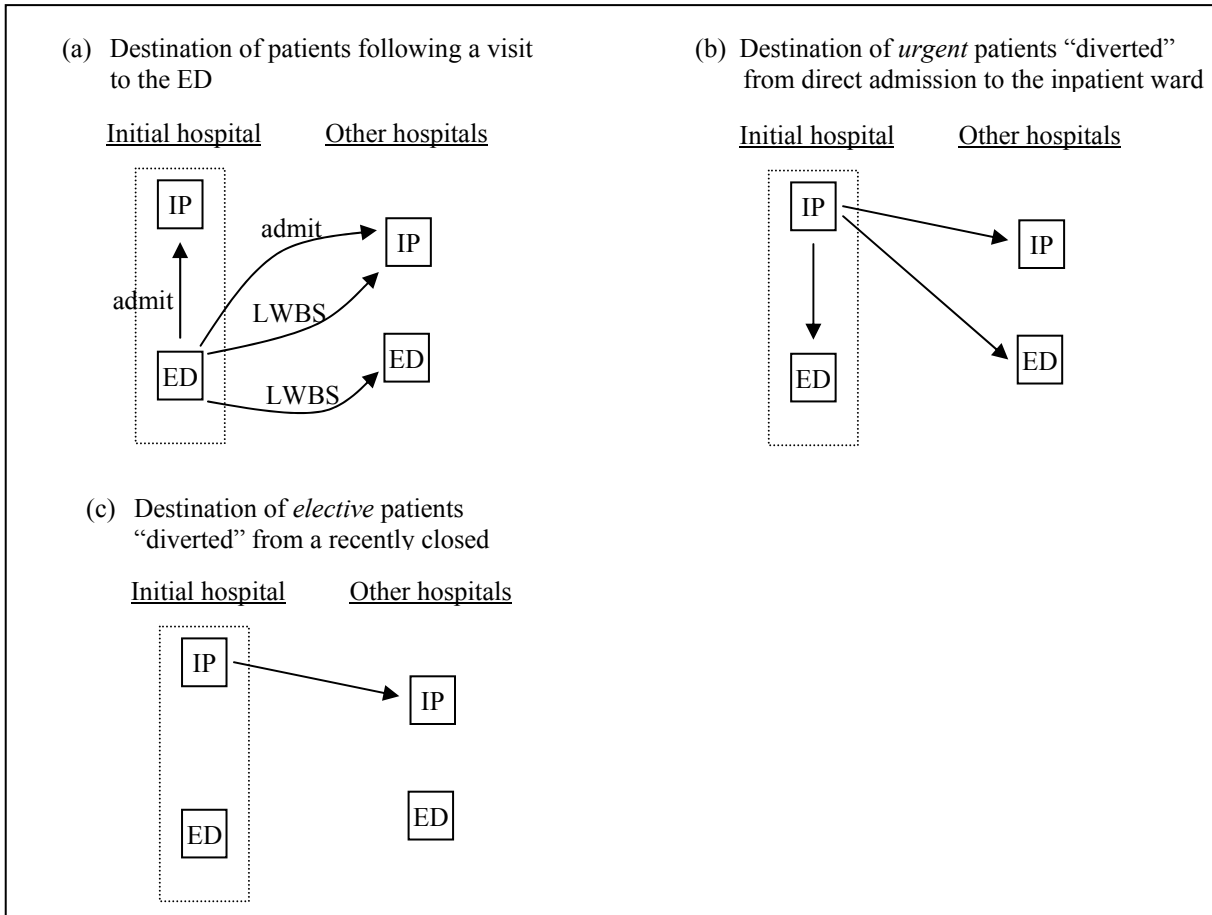 (a) Destination of patients following a visit
to the ED
Initial hospital Other hospitals
IP
admit
IP
admit
LWBS
ED
ED
LWBS
(b) Destination of urgent patients “diverted”
from direct admission to the inpatient ward
Initial hospital Other hospitals
IP
IP
ED
ED
(c) Destination of elective patients
“diverted” from a recently closed
Initial hospital Other hospitals
IP
IP
ED
ED